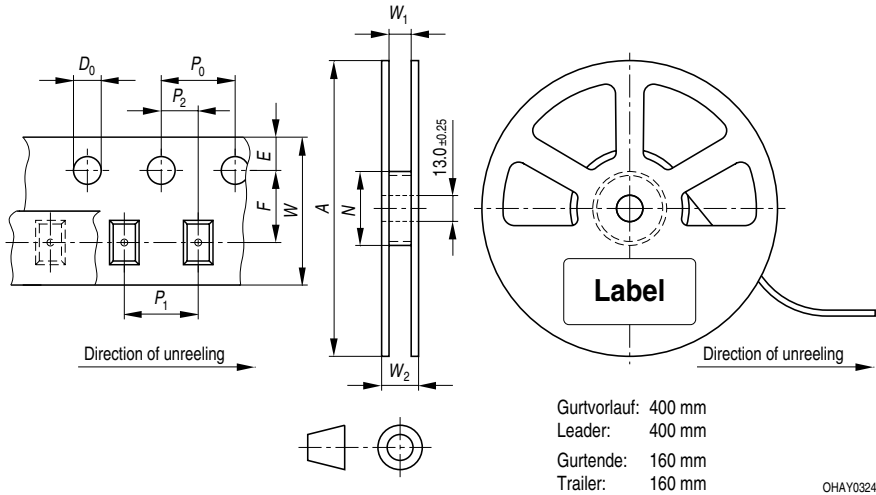 W1
D0
P0
P2
E
F
W
A
N
13.0±0.25
P1
Label
Direction of unreeling
W2
Direction of unreeling
Gurtvorlauf: 400 mm
Leader: 400 mm
Gurtende: 160 mm
Trailer: 160 mm
OHAY0324